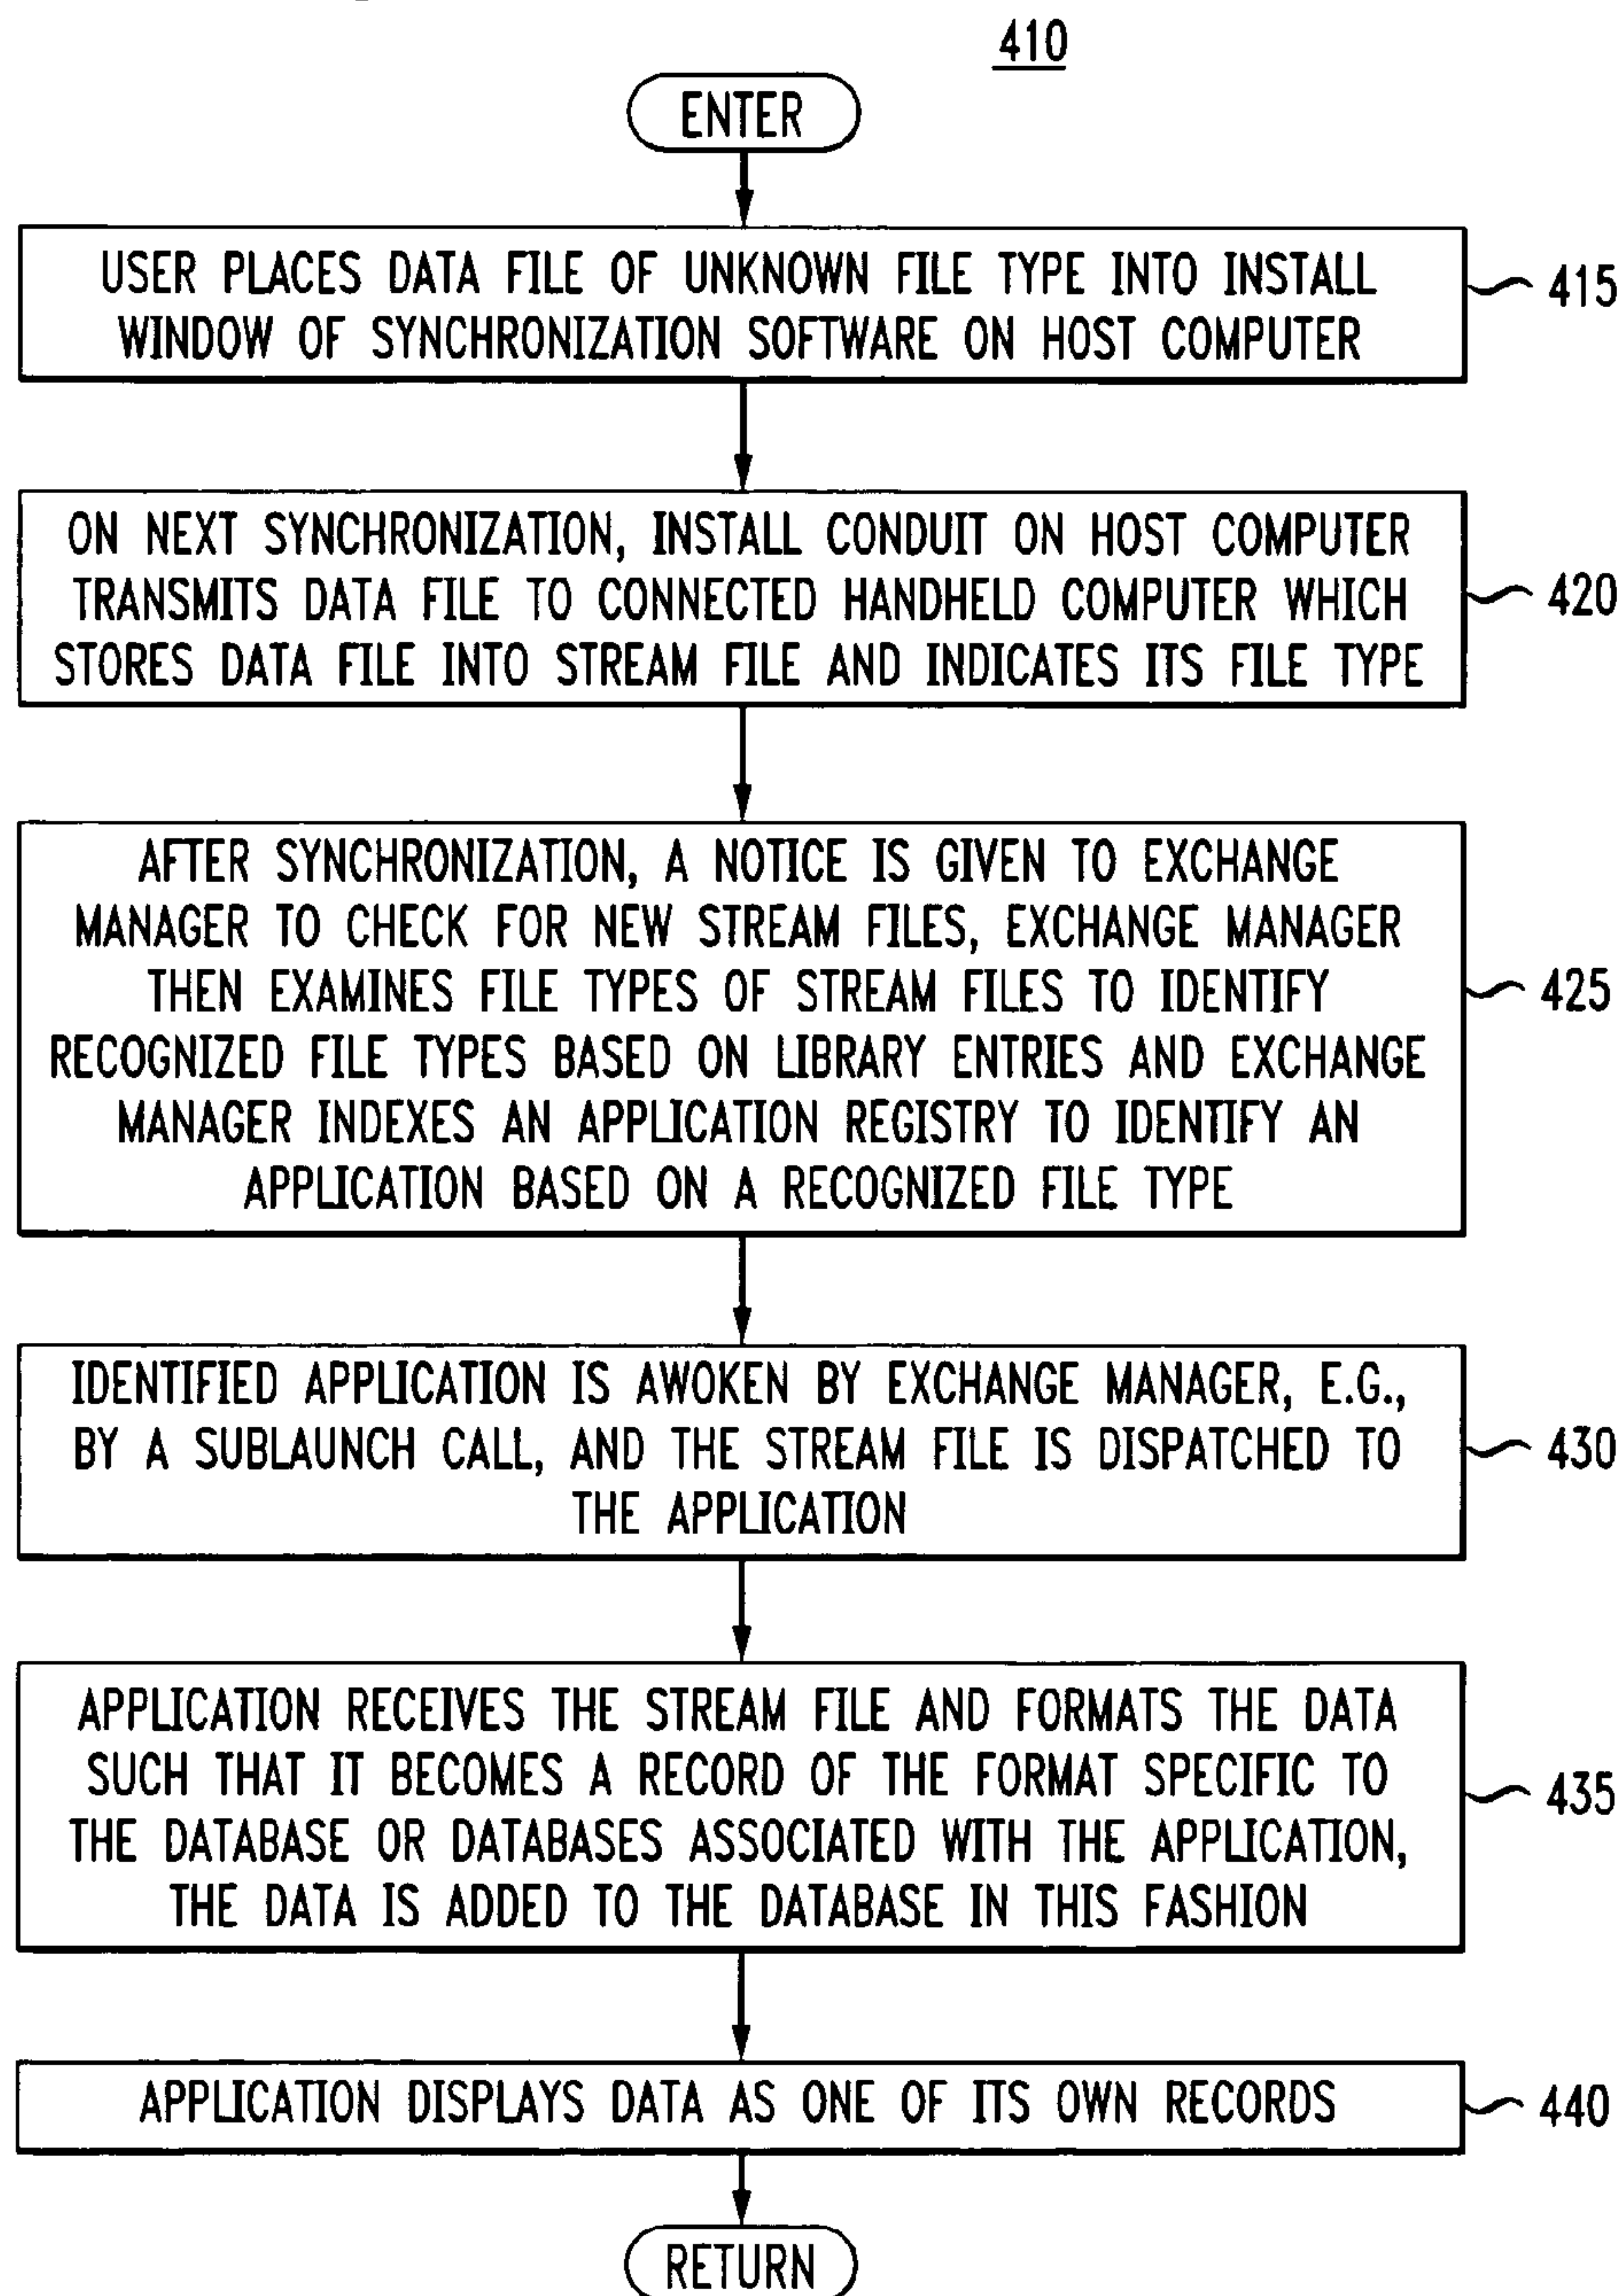 410
ENTER
USER PLACES DATA FILE OF UNKNOWN FILE TYPE INTO INSTALL
WINDOW OF SYNCHRONIZATION SOFTWARE ON HOST COMPUTER
415
ON NEXT SYNCHRONIZATION, INSTALL CONDUIT ON HOST COMPUTER
TRANSMITS DATA FILE TO CONNECTED HANDHELD COMPUTER WHICH
STORES DATA FILE INTO STREAM FILE AND INDICATES ITS FILE TYPE
420
AFTER SYNCHRONIZATION, A NOTICE IS GIVEN TO EXCHANGE
MANAGER TO CHECK FOR NEW STREAM FILES, EXCHANGE MANAGER
THEN EXAMINES FILE TYPES OF STREAM FILES TO IDENTIFY
RECOGNIZED FILE TYPES BASED ON LIBRARY ENTRIES AND EXCHANGE
MANAGER INDEXES AN APPLICATION REGISTRY TO IDENTIFY AN
APPLICATION BASED ON A RECOGNIZED FILE TYPE
425
IDENTIFIED APPLICATION IS AWOKEN BY EXCHANGE MANAGER, E.G.,
BY A SUBLAUNCH CALL, AND THE STREAM FILE IS DISPATCHED TO
THE APPLICATION
430
APPLICATION RECEIVES THE STREAM FILE AND FORMATS THE DATA
SUCH THAT IT BECOMES A RECORD OF THE FORMAT SPECIFIC TO
THE DATABASE OR DATABASES ASSOCIATED WITH THE APPLICATION,
THE DATA IS ADDED TO THE DATABASE IN THIS FASHION
435
APPLICATION DISPLAYS DATA AS ONE OF ITS OWN RECORDS
440
RETURN